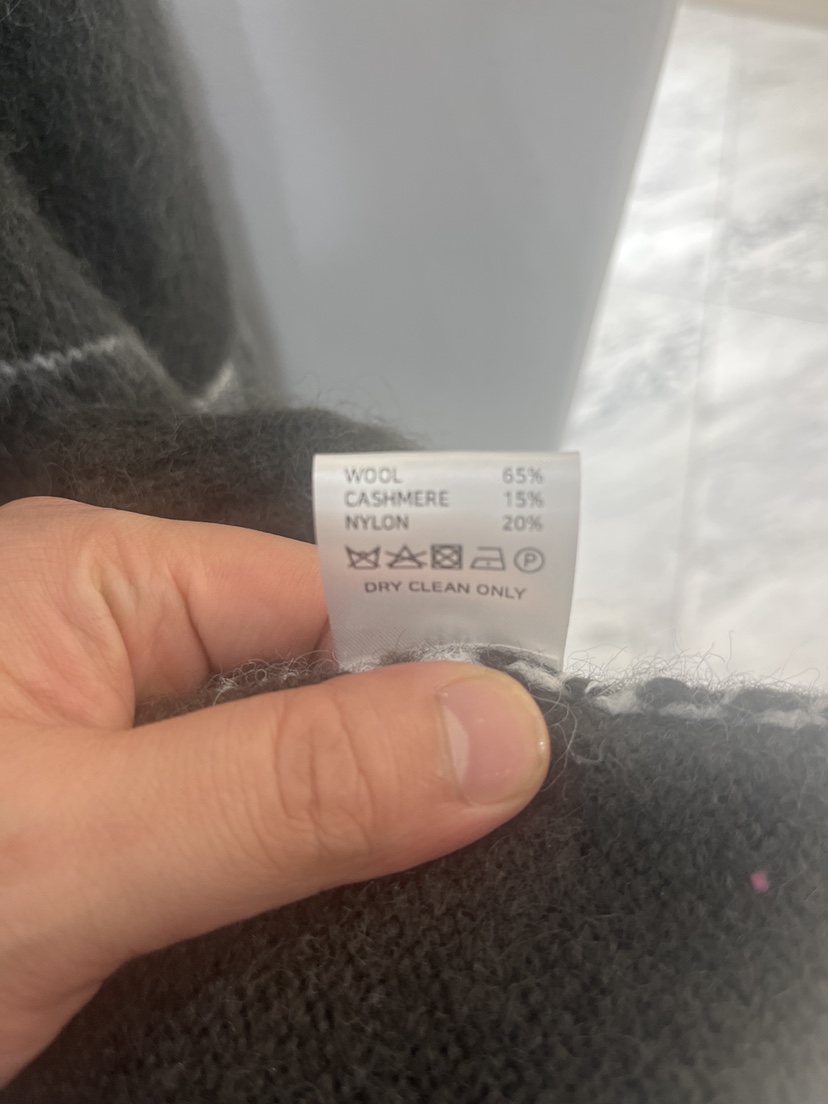 WOOL 65%
CASHMERE 15%
NYLON 20%
P
DRY CLEAN ONLY